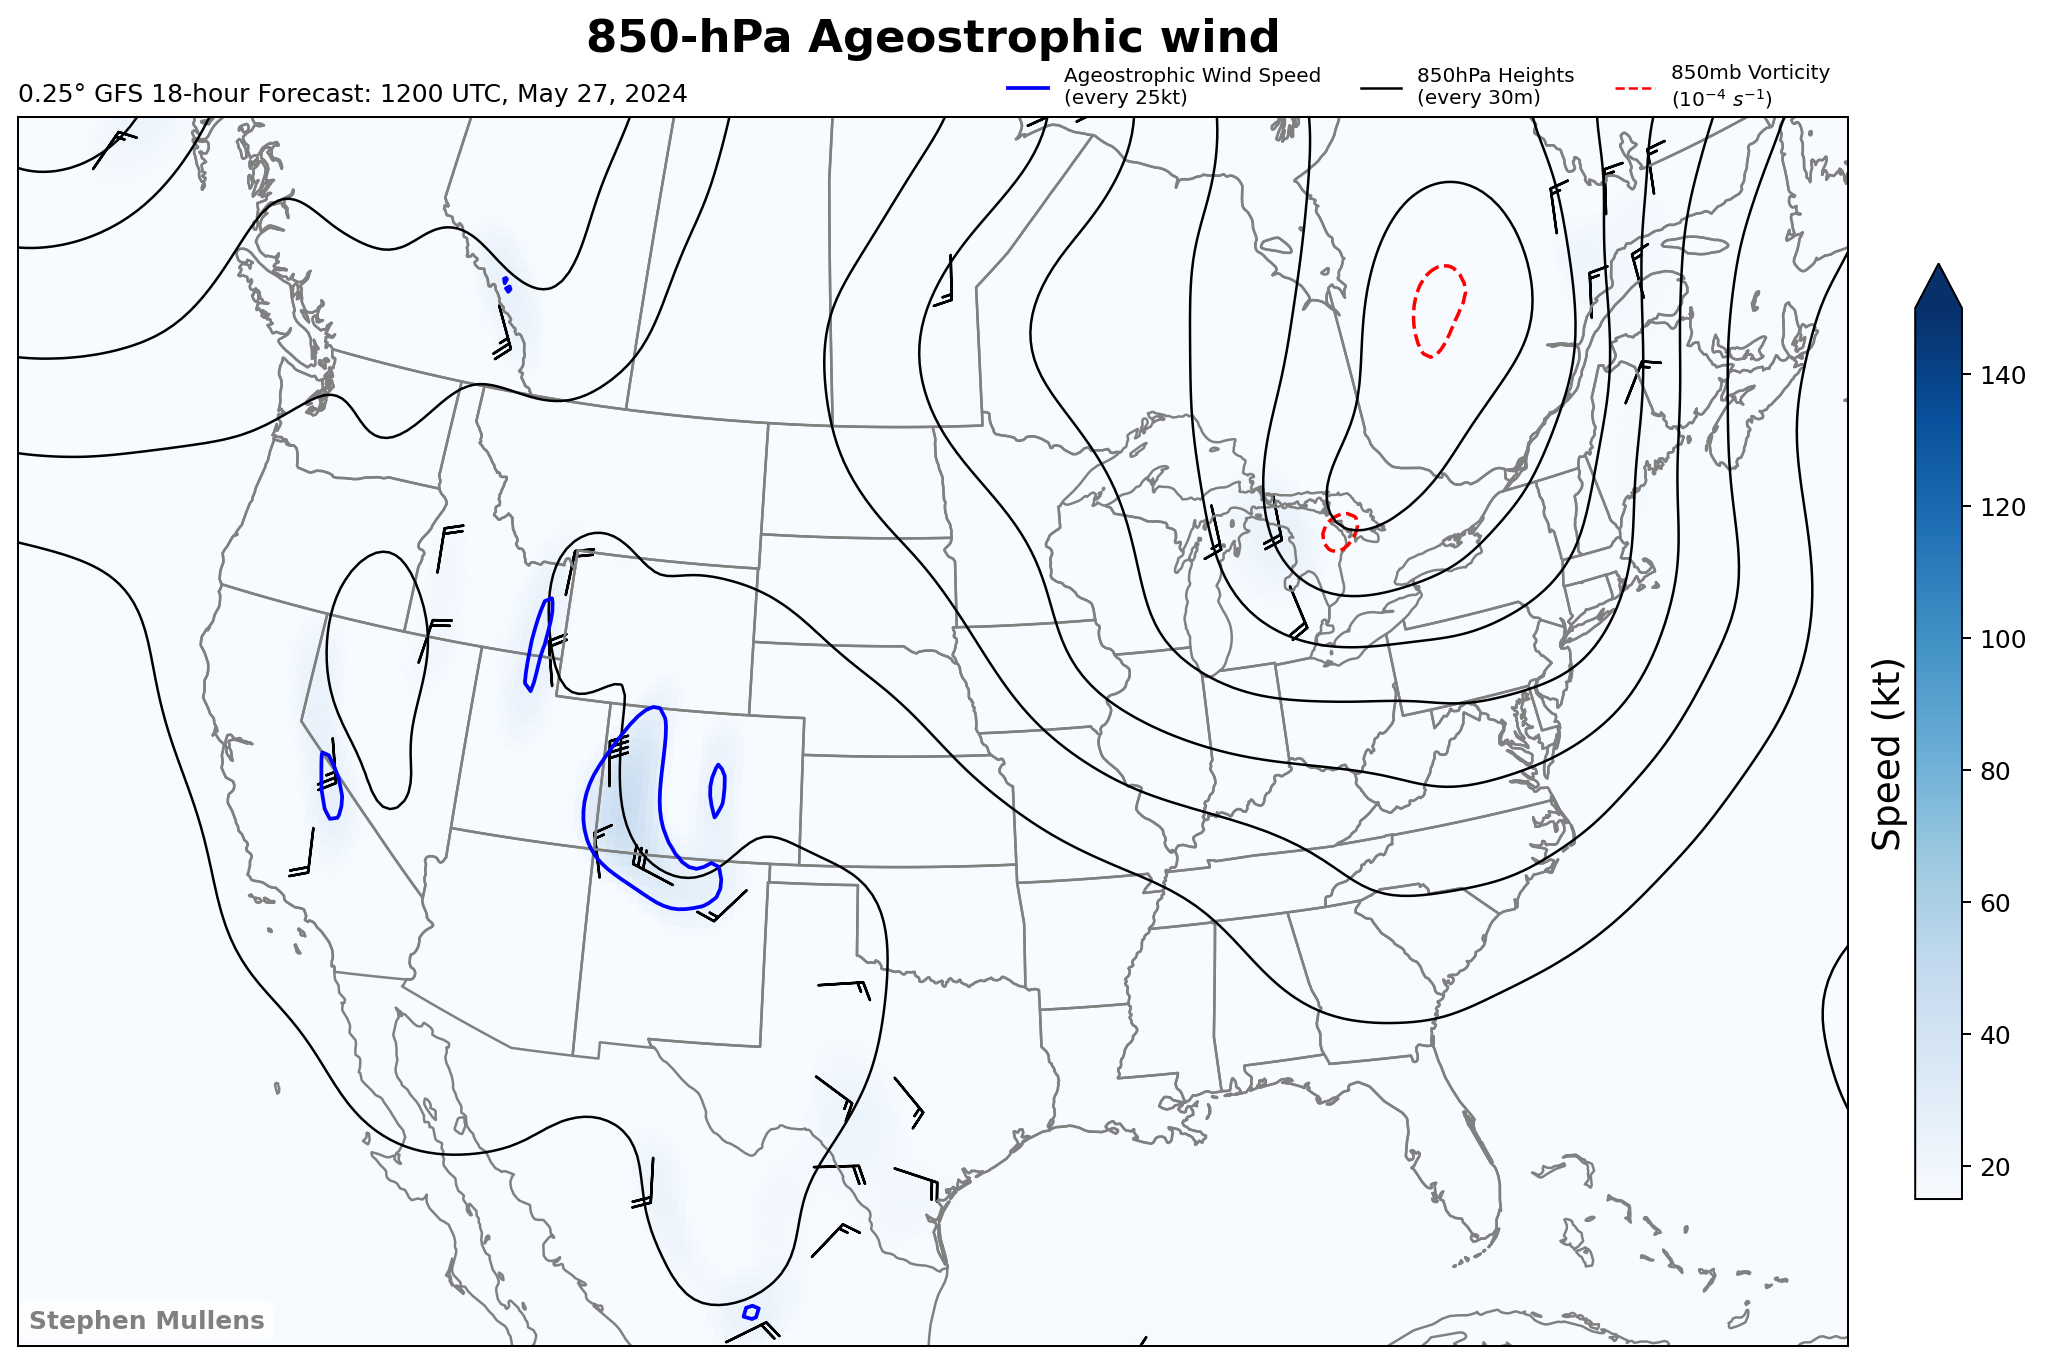 850-hPa Ageostrophic wind
0.25° GFS 18-hour Forecast: 1200 UTC, May 27, 2024
Ageostrophic Wind Speed
(every 25kt)
850hPa Heights
(every 30m)
850mb Vorticity
(10⁻⁴ s⁻¹)
140
120
100
80
60
40
20
Speed (kt)
Stephen Mullens